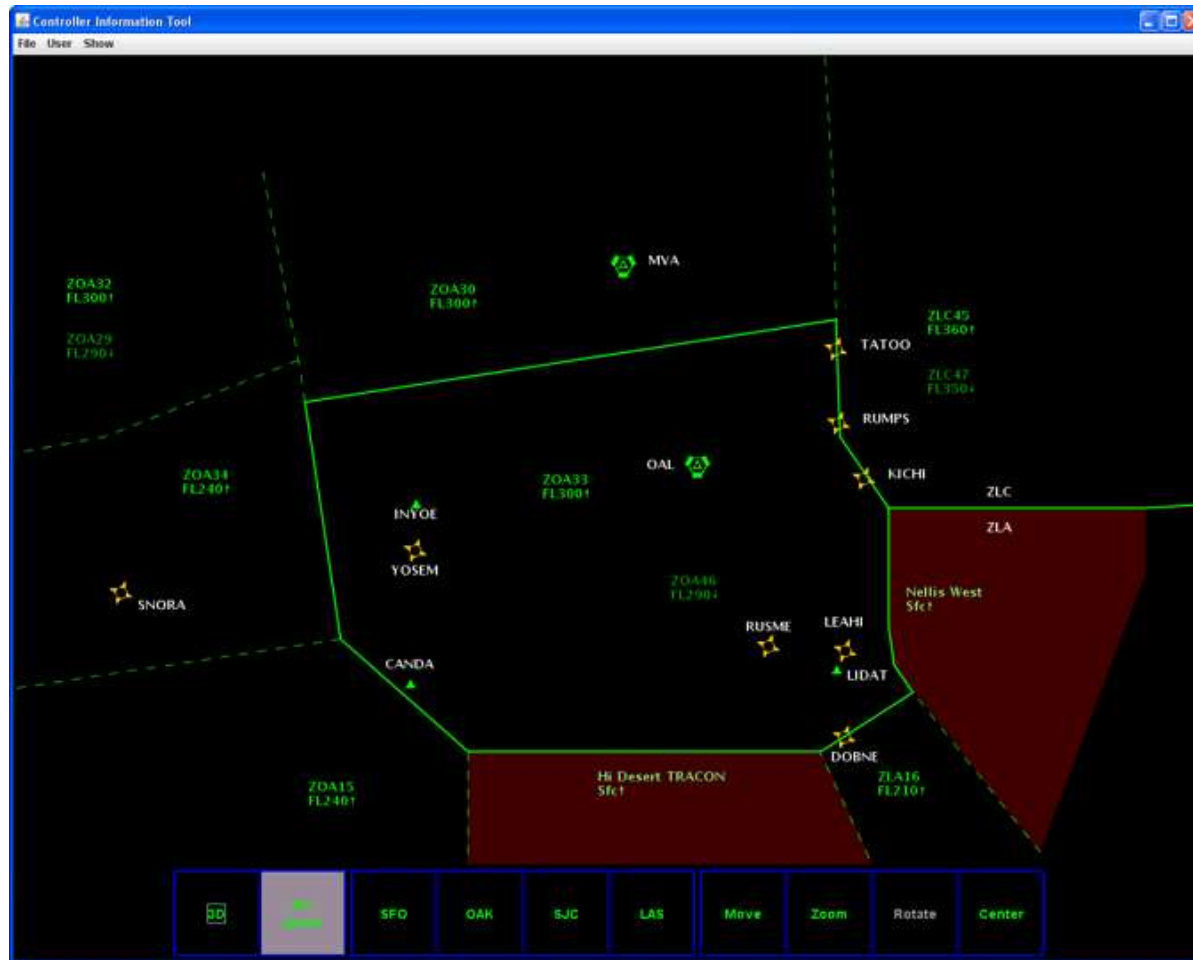 Controller Information Tool
File User Show
MVA
ZOA32
FL300↑
ZOA30
FL300↑
ZOA29
FL290↓
ZLC45
FL360↑
TATOO
ZLC47
FL350↓
RUMPS
OAL
KICHI
ZOA34
FL240↑
ZOA33
FL300↑
ZLC
INYOE
ZLA
YOSEM
ZOA46
FL290↓
Nellis West
Sfc↑
SNORA
RUSME
LEAHI
CANDA
LIDAT
DOBNE
Hi Desert TRACON
Sfc↑
ZOA15
FL240↑
ZLA16
FL210↑
3D SFO OAK SJC LAS Move Zoom Rotate Center